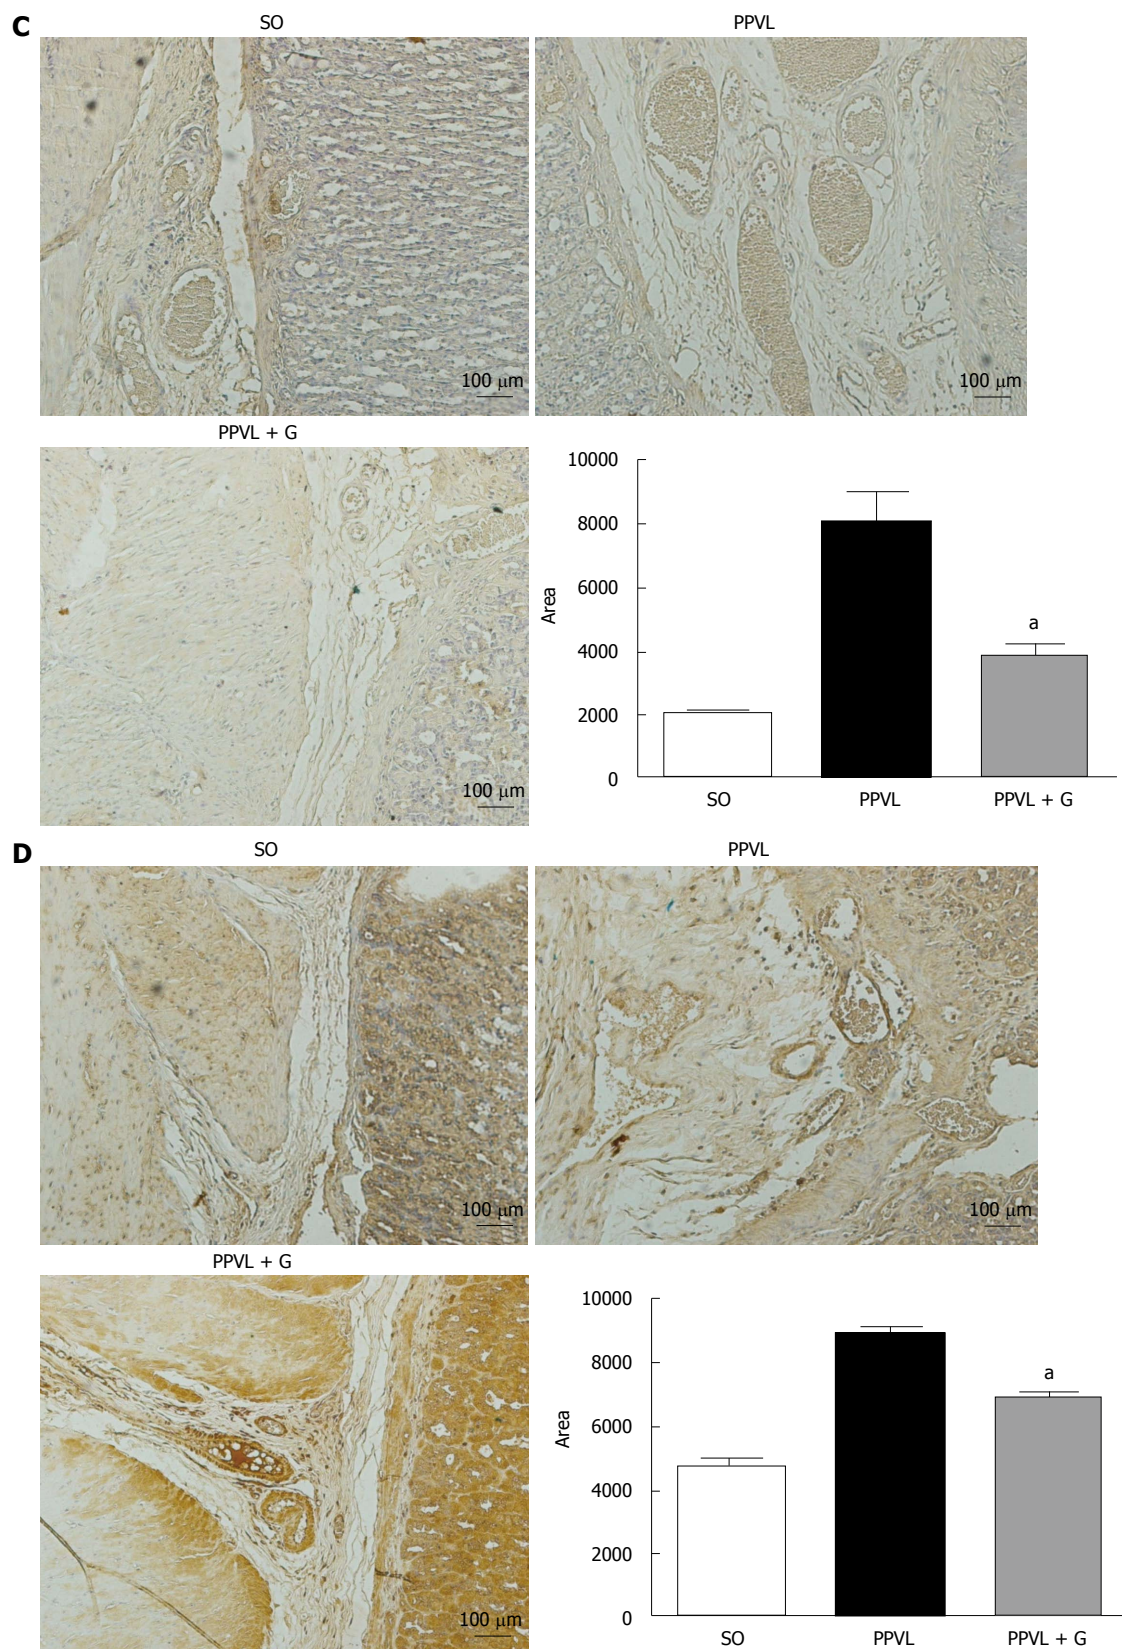 C
SO
PPVL
100 μm
100 μm
PPVL + G
100 μm
10000
8000
6000
4000
2000
0
Area
a
SO
PPVL
PPVL + G
D
SO
PPVL
100 μm
100 μm
PPVL + G
100 μm
10000
8000
6000
4000
2000
0
Area
a
SO
PPVL
PPVL + G